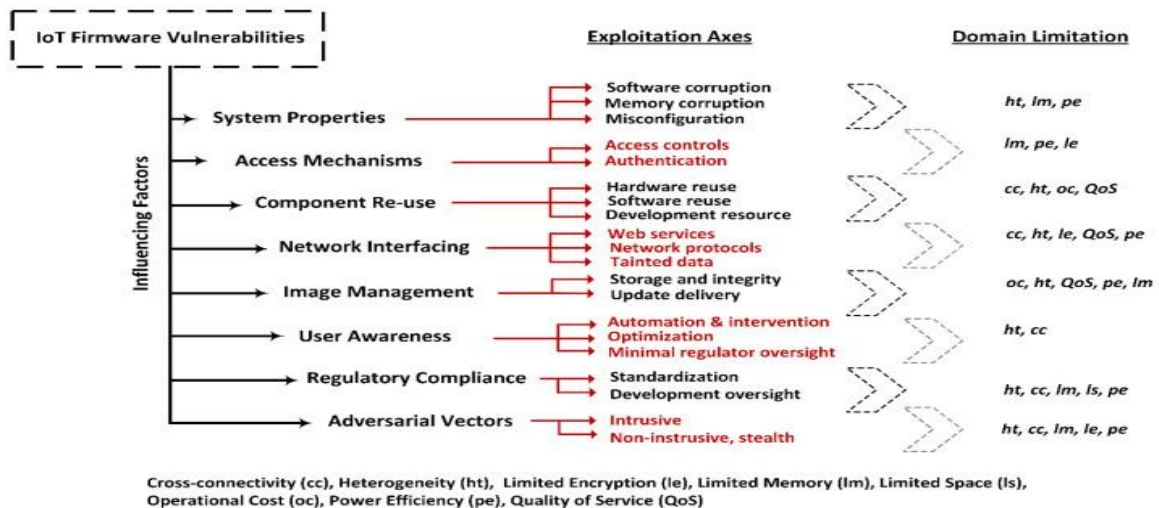 IoT Firmware Vulnerabilities
Exploitation Axes
Domain Limitation
Influencing Factors
System Properties
Software corruption
Memory corruption
Misconfiguration
ht, lm, pe
Access Mechanisms
Access controls
Authentication
lm, pe, le
Component Re-use
Hardware reuse
Software reuse
Development resource
cc, ht, oc, QoS
Network Interfacing
Web services
Network protocols
Tainted data
cc, ht, le, QoS, pe
Image Management
Storage and integrity
Update delivery
oc, ht, QoS, pe, lm
User Awareness
Automation & intervention
Optimization
Minimal regulator oversight
ht, cc
Regulatory Compliance
Standardization
Development oversight
ht, cc, lm, ls, pe
Adversarial Vectors
Intrusive
Non-instrusive, stealth
ht, cc, lm, le, pe
Cross-connectivity (cc), Heterogeneity (ht), Limited Encryption (le), Limited Memory (lm), Limited Space (ls),
Operational Cost (oc), Power Efficiency (pe), Quality of Service (QoS)